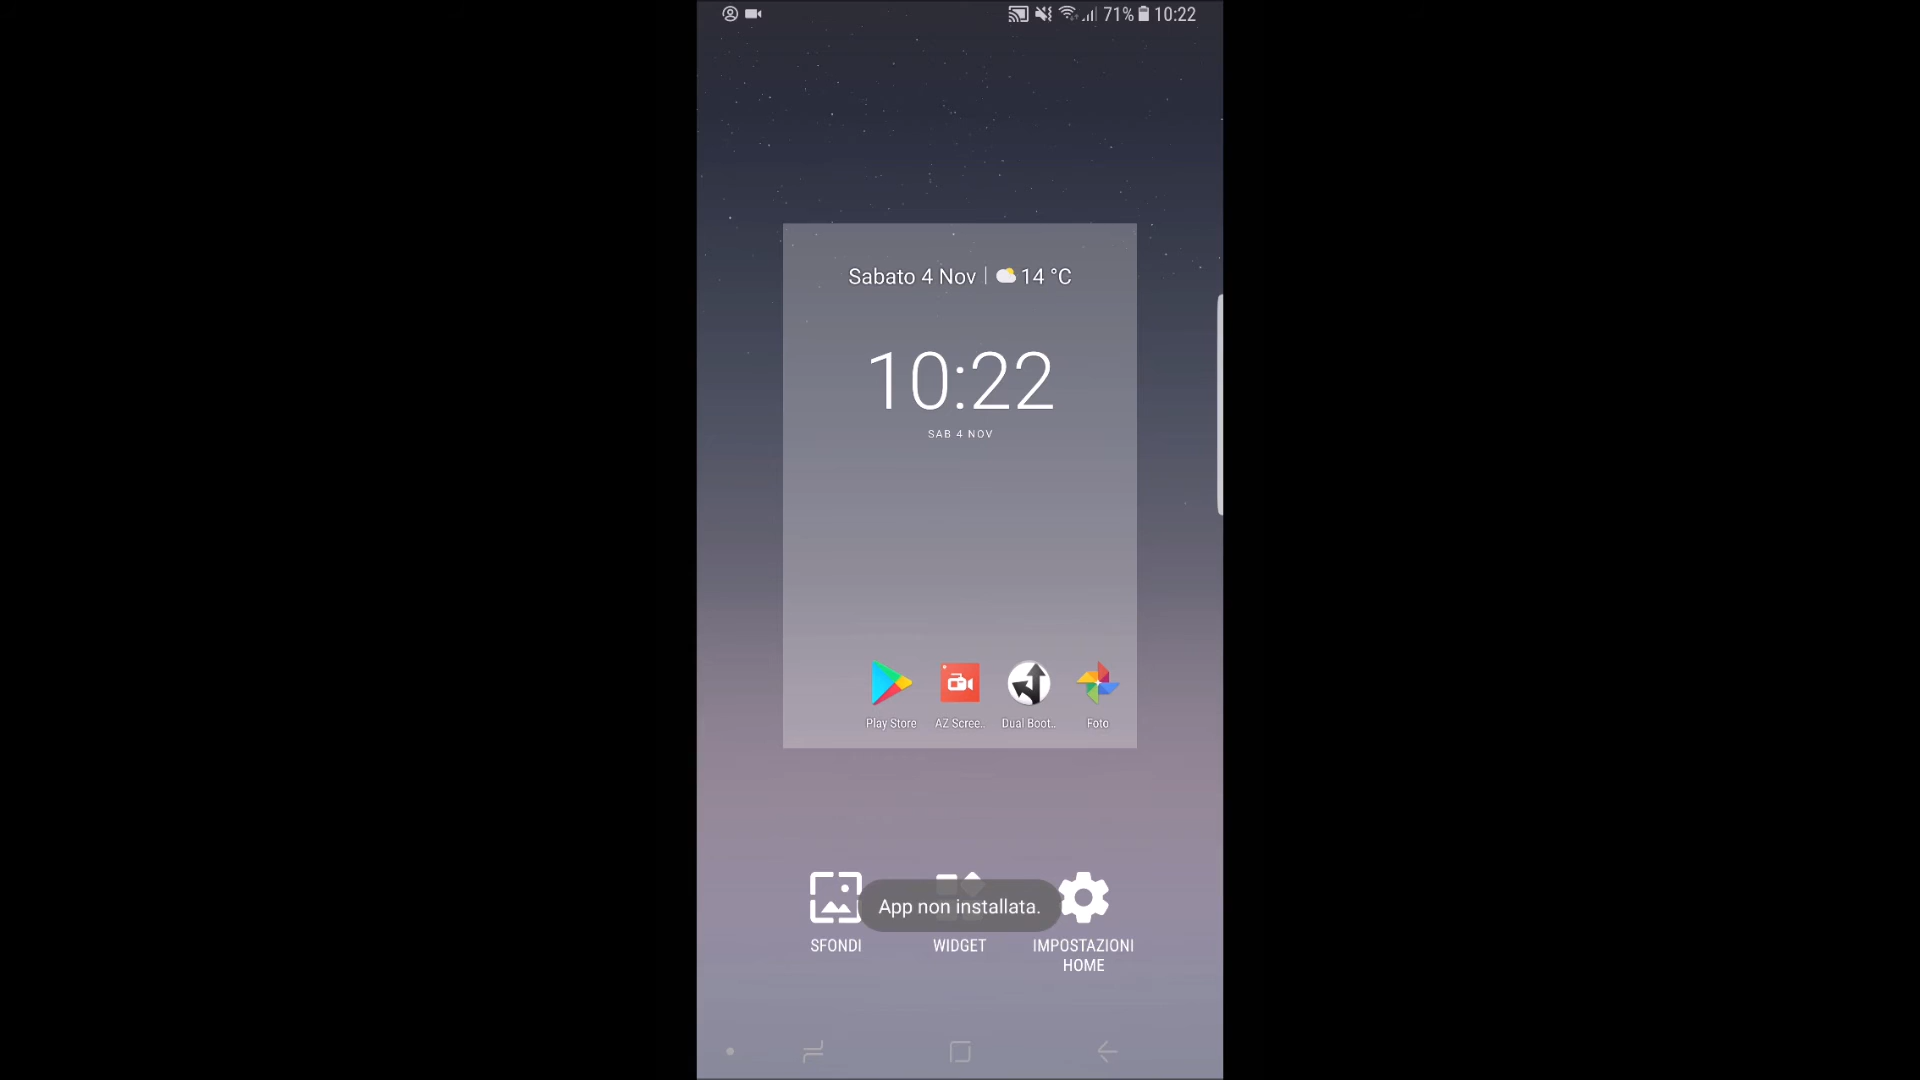 71% 10:22
Sabato 4 Nov 14 °C
10:22
SAB 4 NOV
Play Store AZ Scree.. Dual Boot.. Foto
App non installata.
SFONDI WIDGET IMPOSTAZIONI
HOME